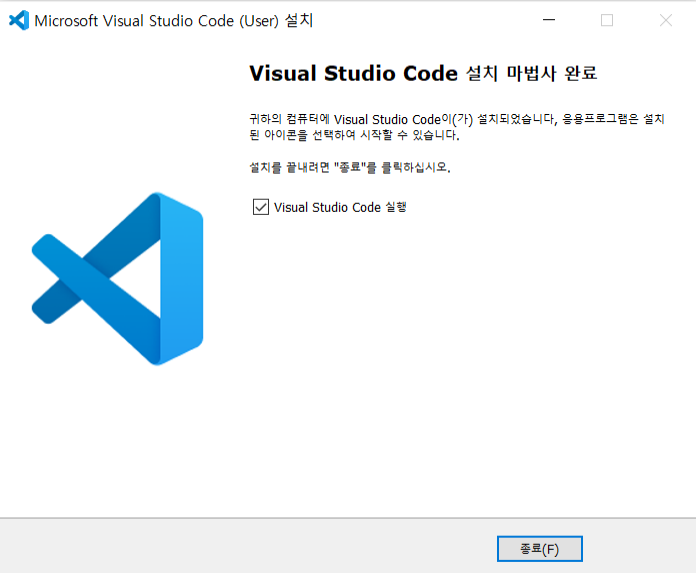 Microsoft Visual Studio Code (User) 설치
Visual Studio Code 설치 마법사 완료
귀하의 컴퓨터에 Visual Studio Code이(가) 설치되었습니다, 응용프로그램은 설치
된 아이콘을 선택하여 시작할 수 있습니다.
설치를 끝내려면 "종료"를 클릭하십시오.
Visual Studio Code 실행
종료(F)